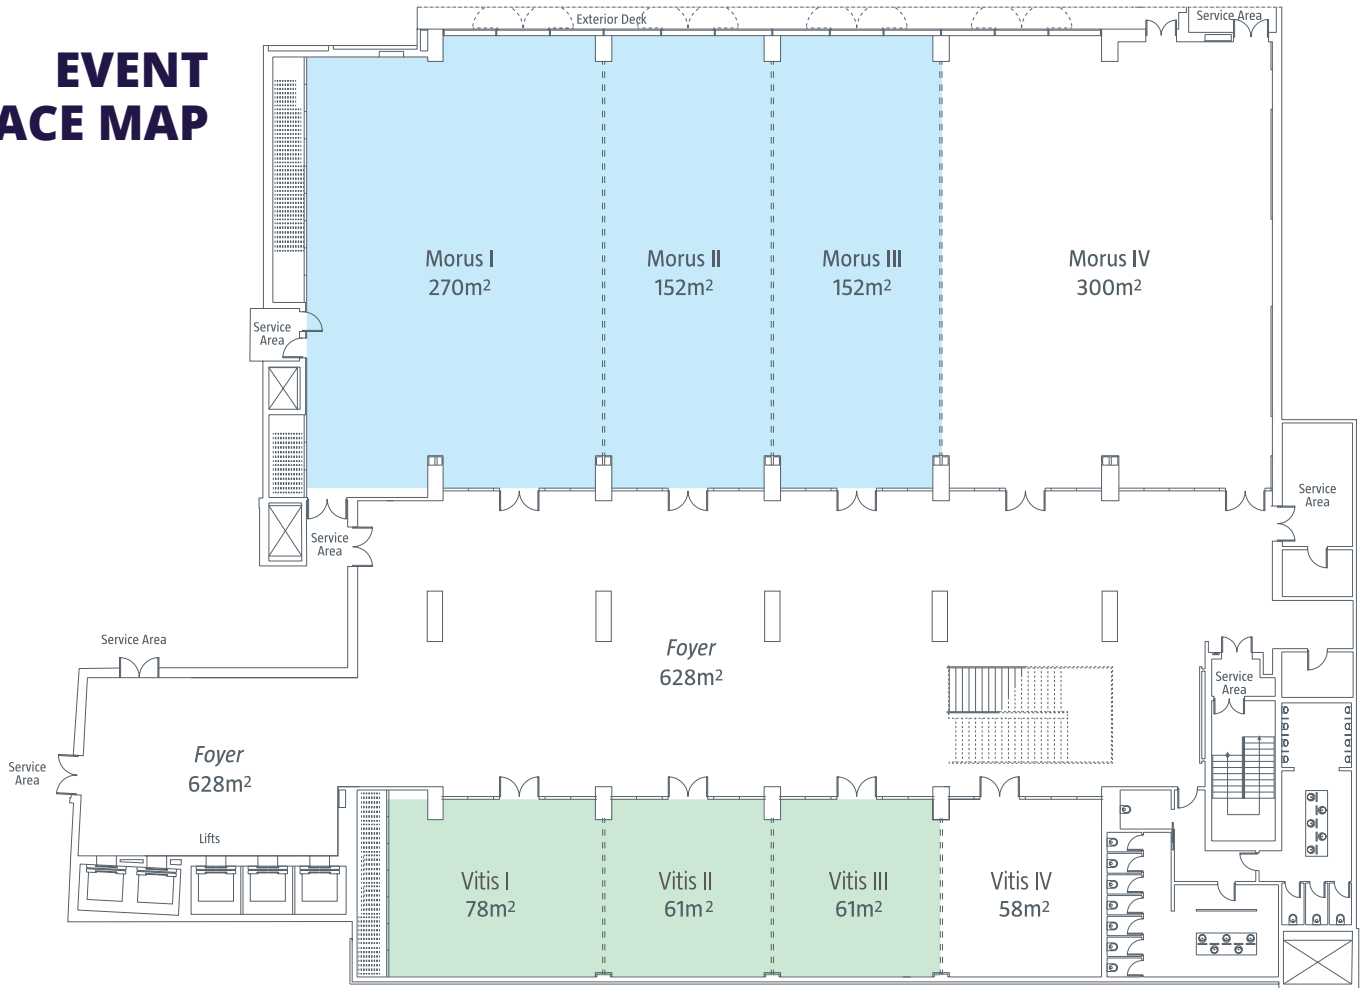 EVENT
ACE MAP
Exterior Deck
Service Area
Morus I
270m²
Morus II
152m²
Morus III
152m²
Morus IV
300m²
Service
Area
Service
Area
Service
Area
Service Area
Foyer
628m²
Service
Area
Service
Area
Foyer
628m²
Lifts
Vitis I
78m²
Vitis II
61m²
Vitis III
61m²
Vitis IV
58m²